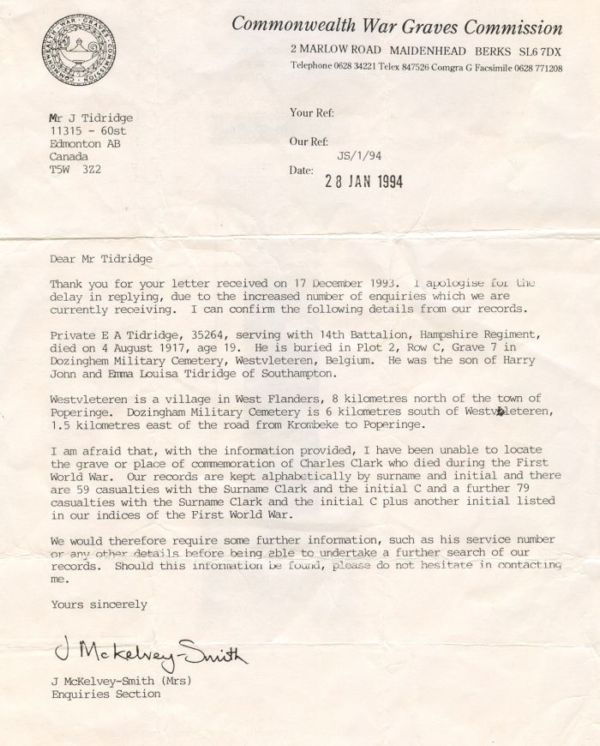 COMMONWEALTH · WAR · GRAVES · COMMISSION
Commonwealth War Graves Commission
2 MARLOW ROAD MAIDENHEAD BERKS SL6 7DX
Telephone 0628 34221 Telex 847526 Comgra G Facsimile 0628 771208
Mr J Tidridge
11315 - 60st
Edmonton AB
Canada
T5W 3Z2
Your Ref:
Our Ref:
JS/1/94
Date:
28 JAN 1994
Dear Mr Tidridge
Thank you for your letter received on 17 December 1993. I apologise for the
delay in replying, due to the increased number of enquiries which we are
currently receiving. I can confirm the following details from our records.
Private E A Tidridge, 35264, serving with 14th Battalion, Hampshire Regiment,
died on 4 August 1917, age 19. He is buried in Plot 2, Row C, Grave 7 in
Dozinghem Military Cemetery, Westvleteren, Belgium. He was the son of Harry
John and Emma Louisa Tidridge of Southampton.
Westvleteren is a village in West Flanders, 8 kilometres north of the town of
Poperinge. Dozingham Military Cemetery is 6 kilometres south of Westvleteren,
1.5 kilometres east of the road from Krombeke to Poperinge.
I am afraid that, with the information provided, I have been unable to locate
the grave or place of commemoration of Charles Clark who died during the First
World War. Our records are kept alphabetically by surname and initial and there
are 59 casualties with the Surname Clark and the initial C and a further 79
casualties with the Surname Clark and the initial C plus another initial listed
in our indices of the First World War.
We would therefore require some further information, such as his service number
or any other details before being able to undertake a further search of our
records. Should this information be found, please do not hesitate in contacting
me.
Yours sincerely
J McKelvey-Smith
J McKelvey-Smith (Mrs)
Enquiries Section